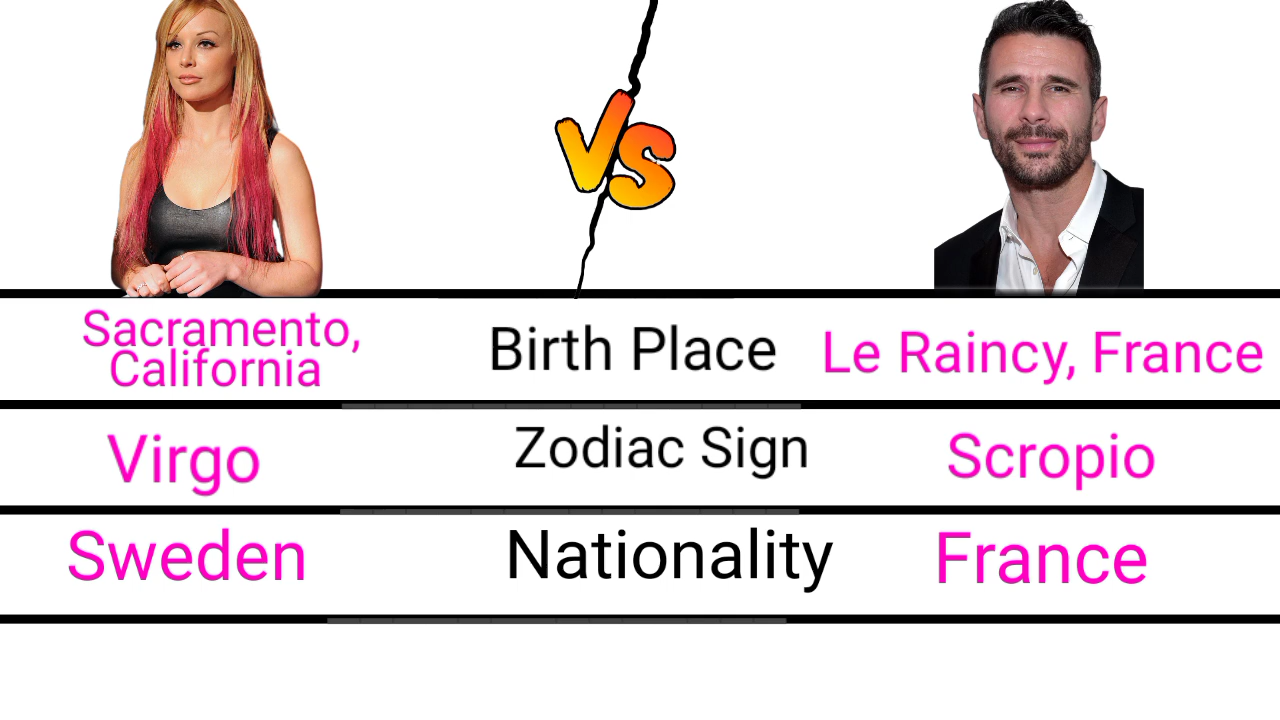 VS
Sacramento,
California
Birth Place
Le Raincy, France
Virgo
Zodiac Sign
Scropio
Sweden
Nationality
France